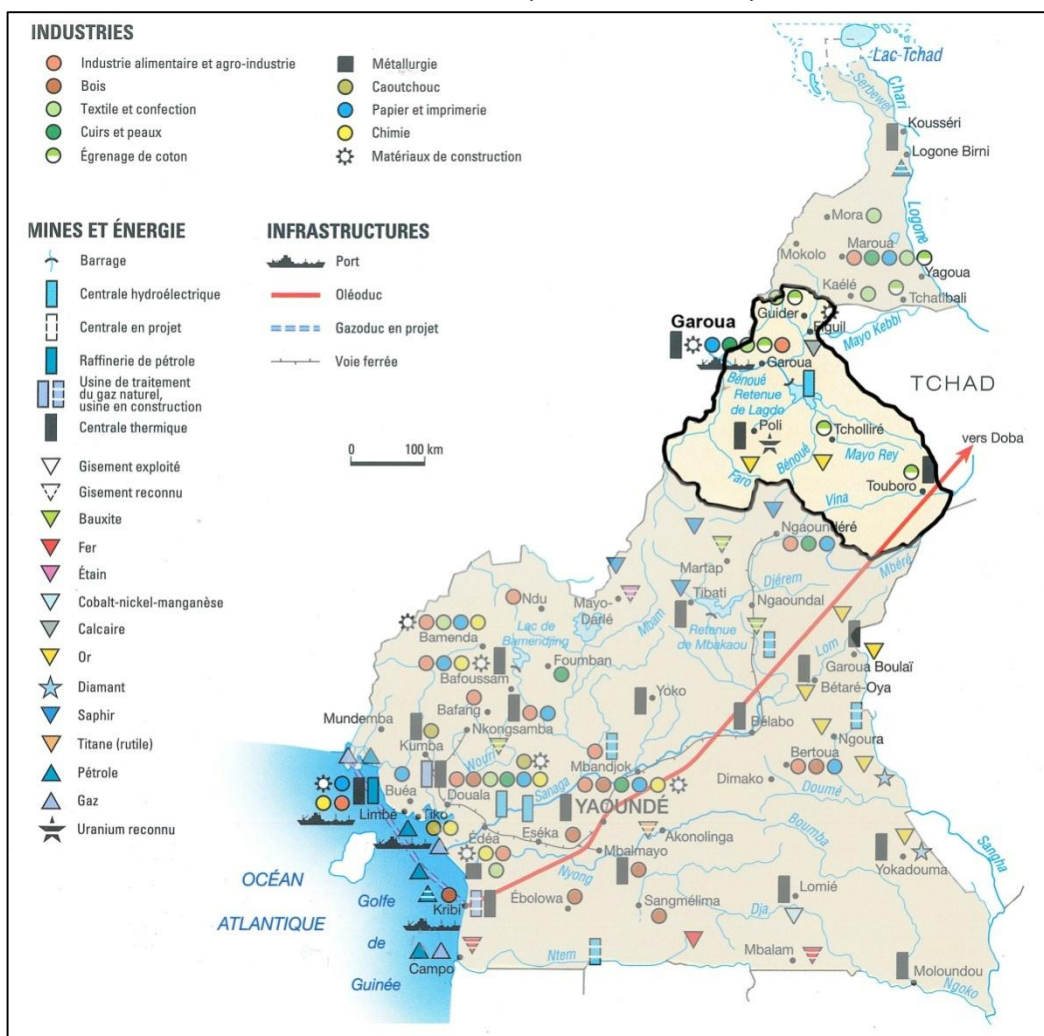 INDUSTRIES
Industrie alimentaire et agro-industrie
Bois
Textile et confection
Cuirs et peaux
Égrenage de coton
Métallurgie
Caoutchouc
Papier et imprimerie
Chimie
Matériaux de construction
MINES ET ÉNERGIE
Barrage
Centrale hydroélectrique
Centrale en projet
Raffinerie de pétrole
Usine de traitement
du gaz naturel,
usine en construction
Centrale thermique
Gisement exploité
Gisement reconnu
Bauxite
Fer
Étain
Cobalt-nickel-manganèse
Calcaire
Or
Diamant
Saphir
Titane (rutile)
Pétrole
Gaz
Uranium reconnu
INFRASTRUCTURES
Port
Oléoduc
Gazoduc en projet
Voie ferrée
0 100 km
Lac-Tchad
Serbewel
Chari
Kousséri
Logone Birni
Logone
Mora
Maroua
Mokolo
Yagoua
Kaélé
Tchatibali
Guider
Figuil
Mayo Kebbi
Garoua
Garoua
Bénoué
Retenue
de Lagdo
TCHAD
Poli
Tcholliré
vers Doba
Mayo Rey
Faro
Bénoué
Touboro
Vina
Ngaoundéré
Mbéré
Martap
Djérem
Ndu
Mayo-
Darlé
Tibati
Ngaoundal
Mbam
Retenue
de Mbakaou
Bamenda
Lac de
Bamendjing
Foumban
Lom
Garoua Boulaï
Bafoussam
Bétaré-Oya
Yoko
Bafang
Mundemba
Nkongsamba
Bélabo
Ngoura
Kumba
Wouri
Mbandjok
Bertoua
Dimako
Buéa
Douala
Sanaga
YAOUNDÉ
Doumé
Limbé
Tiko
Édéa
Eséka
Akonolinga
Boumba
Mbalmayo
Sangha
Nyong
Yokadouma
OCÉAN
ATLANTIQUE
Golfe
de
Guinée
Kribi
Ébolowa
Sangmélima
Lomié
Dja
Campo
Ntem
Mbalam
Moloundou
Ngoko